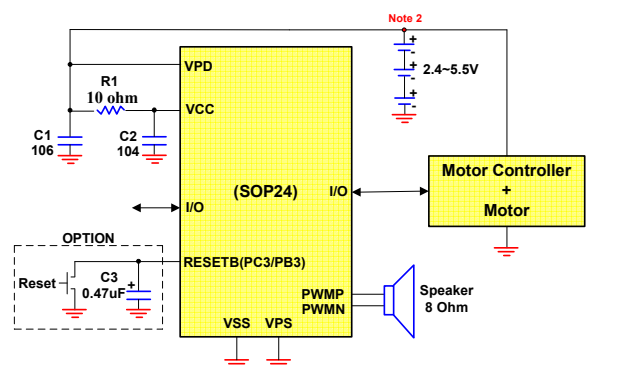 Note 2
+
-
+
-
+
-
2.4~5.5V
VPD
R1
10 ohm
VCC
C1
106
C2
104
(SOP24)
I/O
I/O
Motor Controller
+
Motor
OPTION
RESETB(PC3/PB3)
Reset
C3
+
0.47uF
PWMP
PWMN
Speaker
8 Ohm
VSS VPS